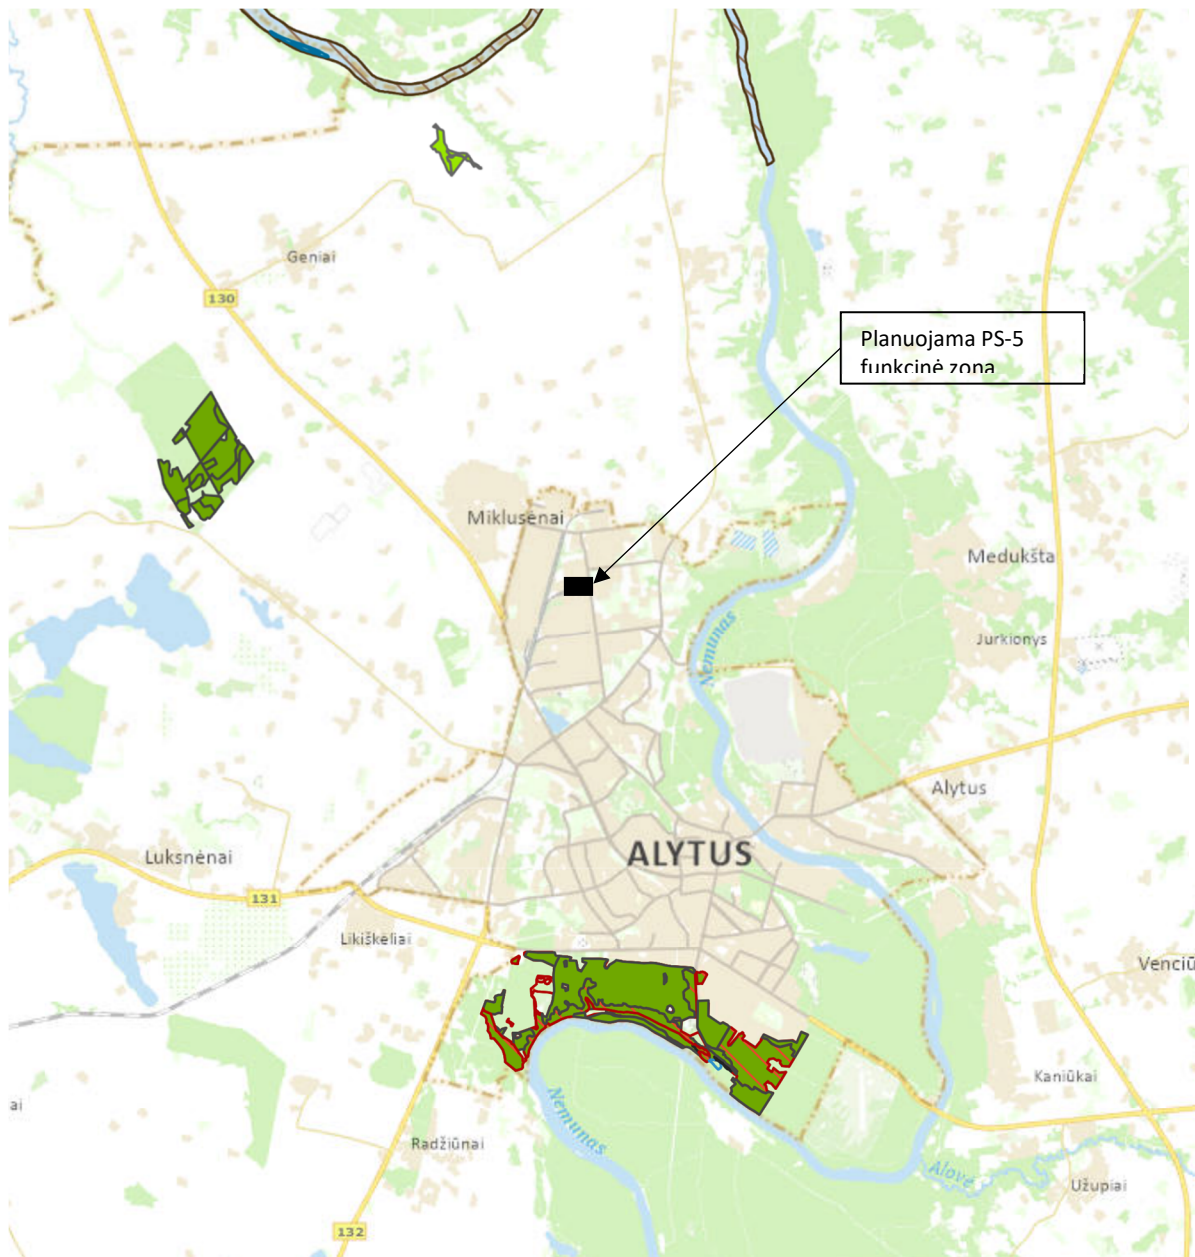 Geniai
130
Planuojama PS-5
funkcinė zona
Miklusėnai
Medukšta
Jurkionys
Nemunas
Alytus
ALYTUS
Luksnėnai
131
Likiškėliai
Venciū
Kaniūkai
ai
Nemunas
Radžiūnai
Alovė
Užupiai
132